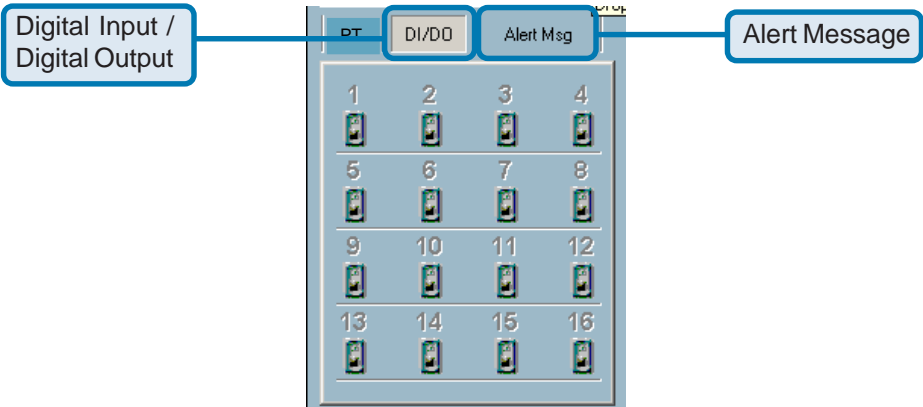 Digital Input /
Digital Output
PT
DI/DO
Alert Msg
Alert Message
1 2 3 4
5 6 7 8
9 10 11 12
13 14 15 16